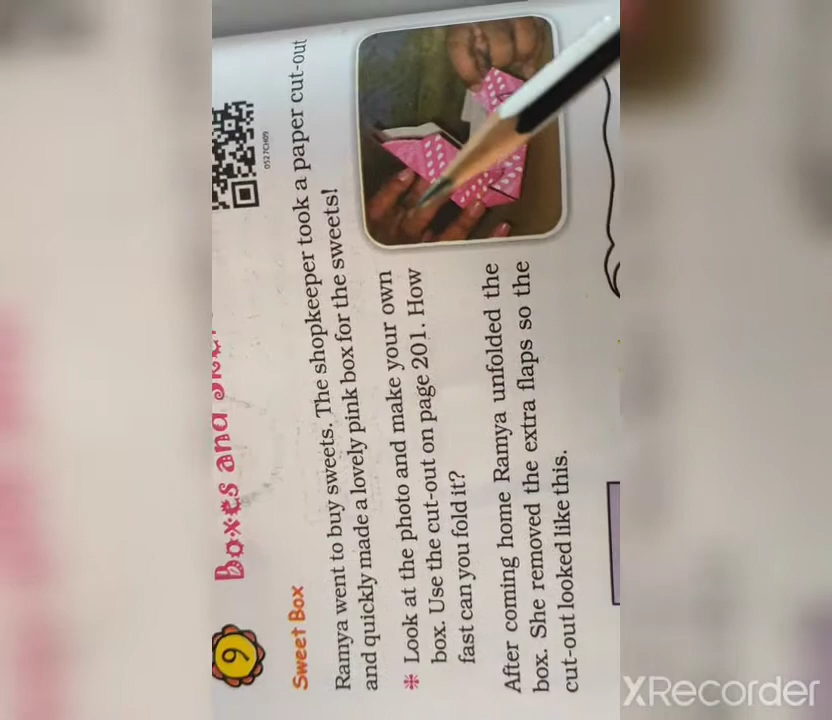 9
Boxes and
0527CH09
Sweet Box
Ramya went to buy sweets. The shopkeeper took a paper cut-out
and quickly made a lovely pink box for the sweets!
❋ Look at the photo and make your own
box. Use the cut-out on page 201. How
fast can you fold it?
After coming home Ramya unfolded the
box. She removed the extra flaps so the
cut-out looked like this.
XRecorder